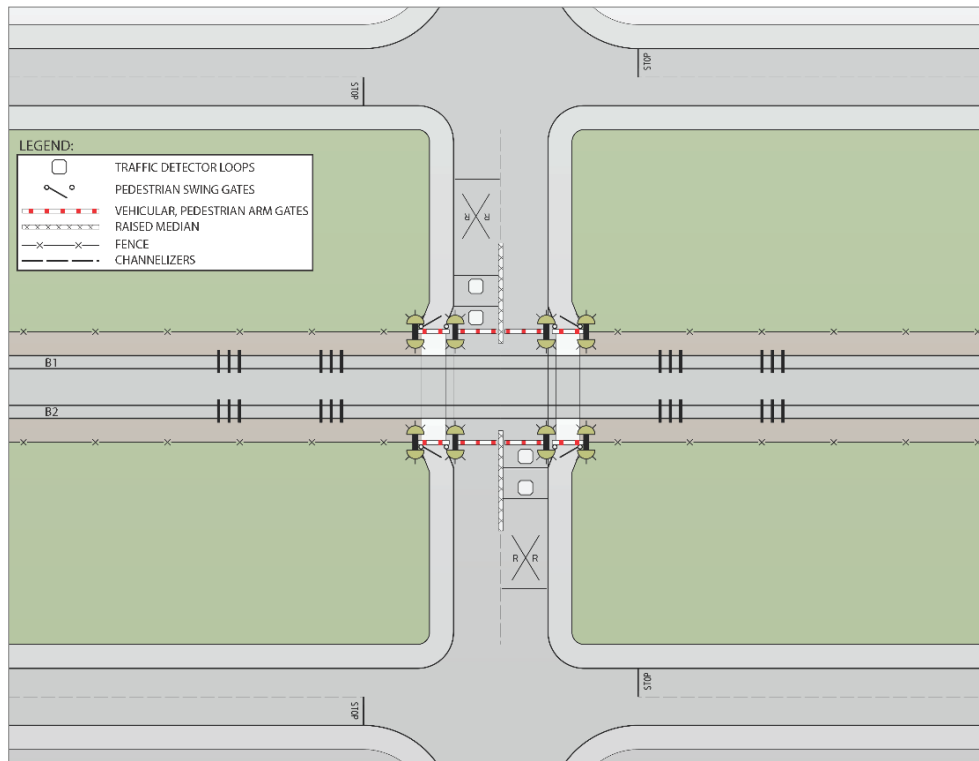 STOP
STOP
LEGEND:
TRAFFIC DETECTOR LOOPS
PEDESTRIAN SWING GATES
VEHICULAR, PEDESTRIAN ARM GATES
RAISED MEDIAN
FENCE
CHANNELIZERS
R R
B1
B2
R R
STOP
STOP